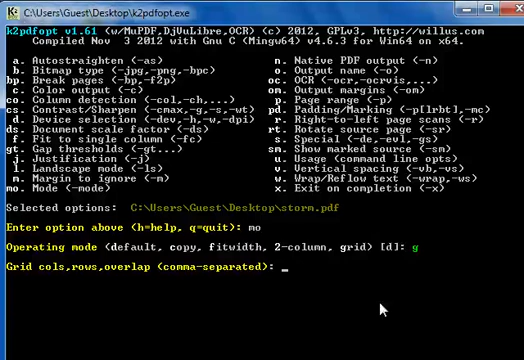 C:\Users\Guest\Desktop\k2pdfopt.exe
k2pdfopt v1.61 (w/MuPDF,DjVuLibre,OCR) (c) 2012, GPLv3, http://willus.com
Compiled Nov 3 2012 with Gnu C (Mingw64) v4.6.3 for Win64 on x64.
a. Autostraighten (-as) n. Native PDF output (-n)
b. Bitmap type (-jpg,-png,-bpc) o. Output name (-o)
bp. Break pages (-bp,-f2p) oc. OCR (-ocr,-ocrvis,...)
c. Color output (-c) om. Output margins (-om)
co. Column detection (-col,-ch,...) p. Page range (-p)
cs. Contrast/Sharpen (-cmax,-g,-s,-wt) pd. Padding/Marking (-p[lrbt],-mc)
d. Device selection (-dev,-h,-w,-dpi) r. Right-to-left page scans (-r)
ds. Document scale factor (-ds) rt. Rotate source page (-sr)
f. Fit to single column (-fc) s. Special (-de,-evl,-gs)
gt. Gap thresholds (-gt...) sm. Show marked source (-sm)
j. Justification (-j) u. Usage (command line opts)
l. Landscape mode (-ls) v. Vertical spacing (-vb,-vs)
m. Margin to ignore (-m) w. Wrap/Reflow text (-wrap,-ws)
mo. Mode (-mode) x. Exit on completion (-x)
Selected options: C:\Users\Guest\Desktop\storm.pdf
Enter option above (h=help, q=quit): mo
Operating mode (default, copy, fitwidth, 2-column, grid) [d]: g
Grid cols,rows,overlap (comma-separated): _